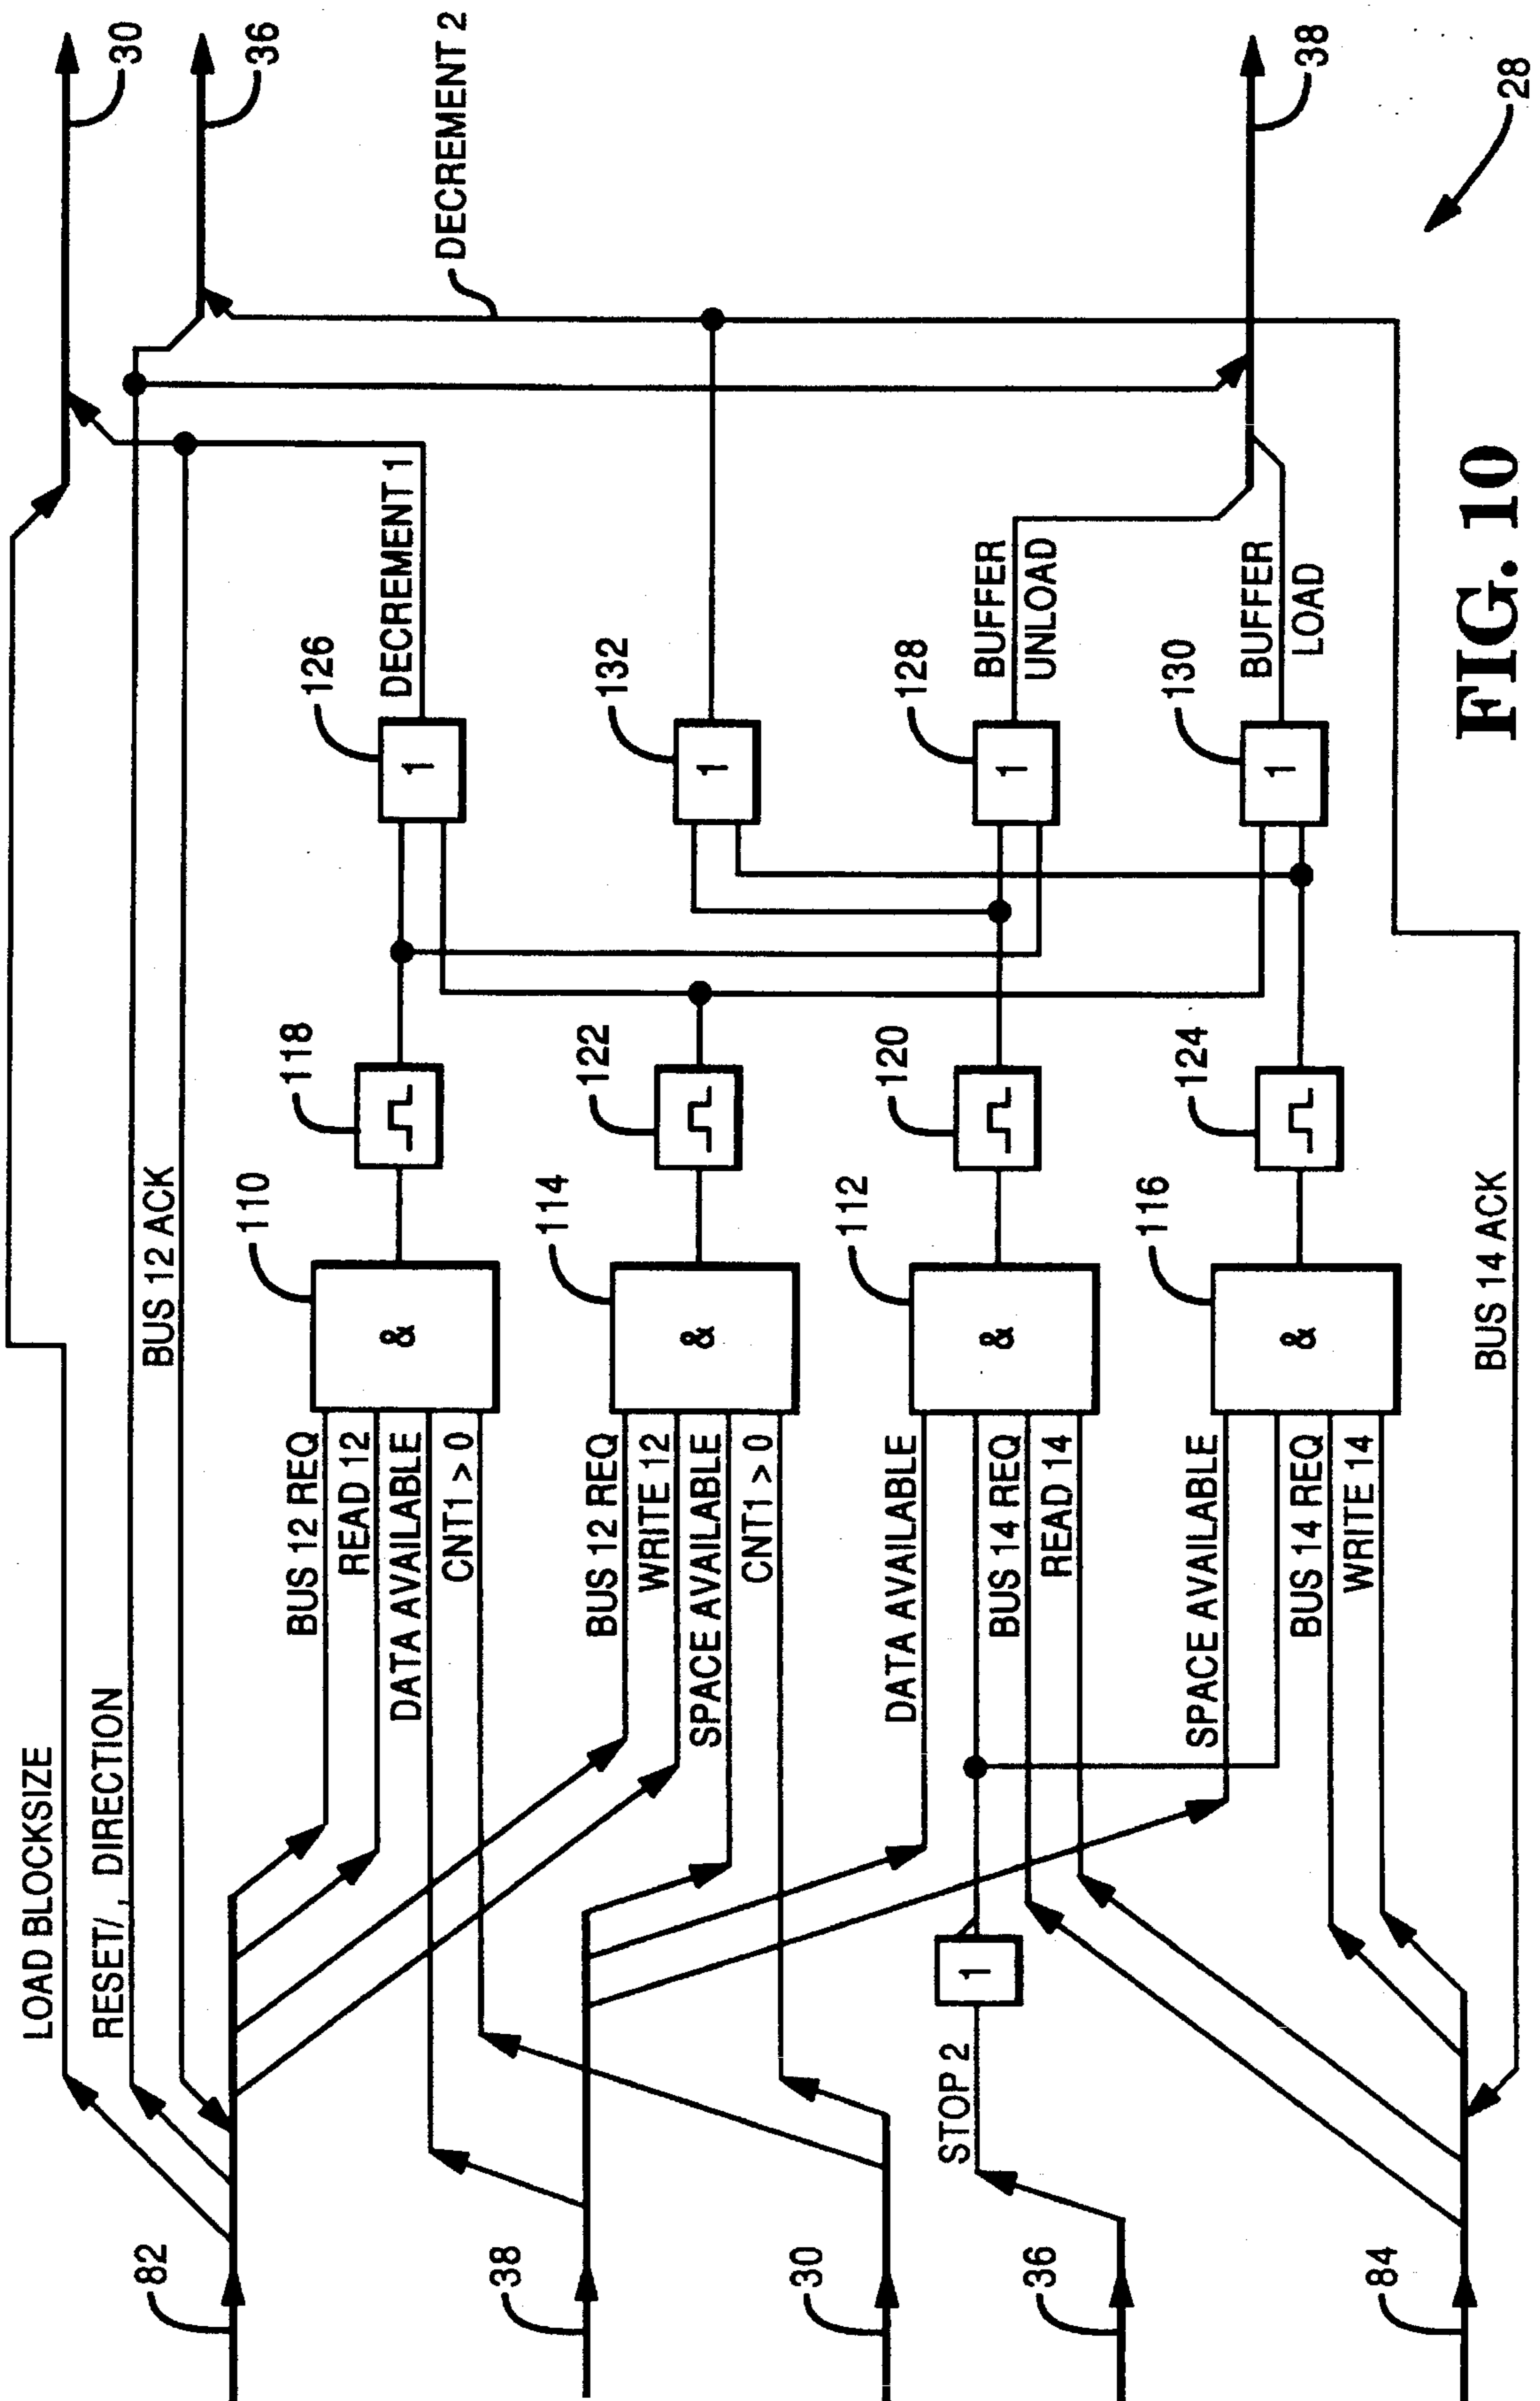 LOAD BLOCKSIZE
RESET/, DIRECTION
BUS 12 ACK
30
36
82
110
118
126
BUS 12 REQ
READ 12
DATA AVAILABLE
CNT1 > 0
&
1
DECREMENT 1
DECREMENT 2
38
114
122
132
BUS 12 REQ
WRITE 12
SPACE AVAILABLE
CNT1 > 0
&
1
30
112
120
128
DATA AVAILABLE
BUS 14 REQ
READ 14
&
1
BUFFER
UNLOAD
STOP 2
1
36
116
124
130
SPACE AVAILABLE
BUS 14 REQ
WRITE 14
&
1
BUFFER
LOAD
38
84
BUS 14 ACK
28
FIG. 10